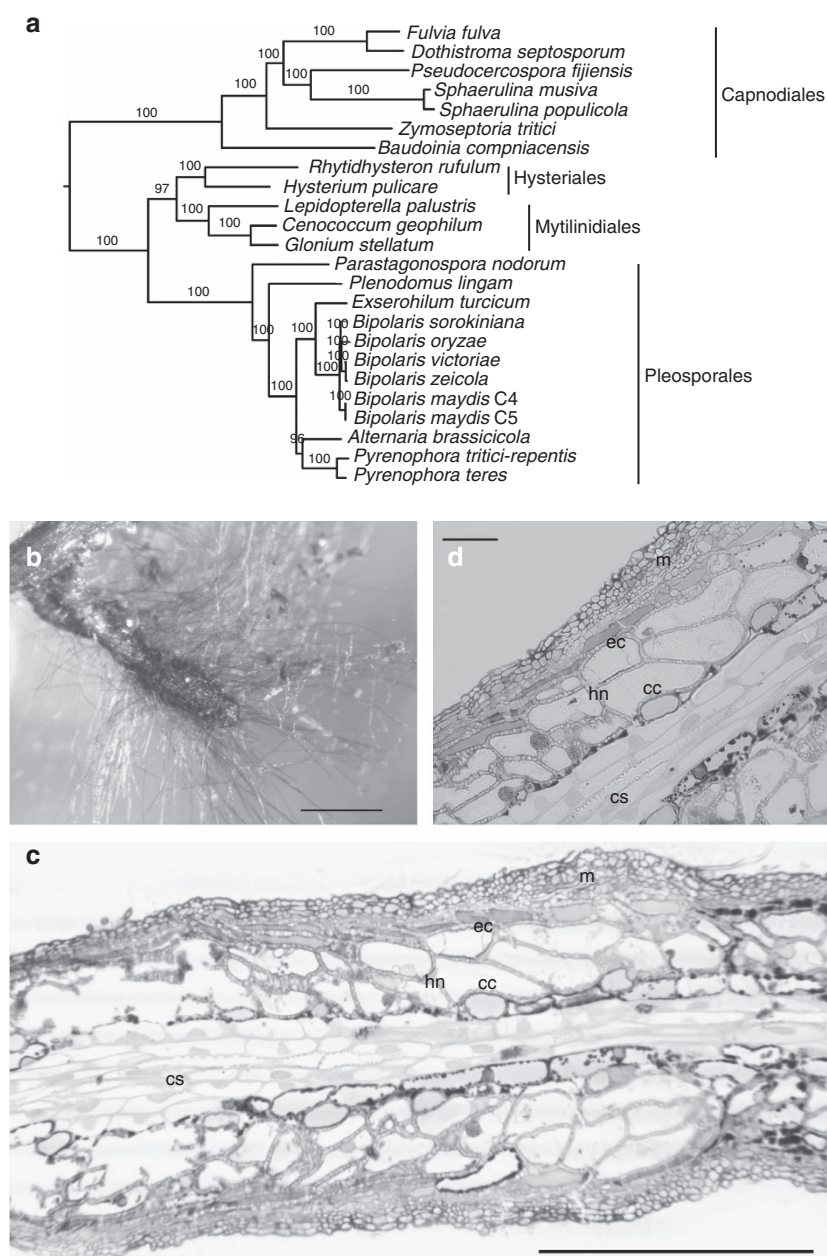 a
100
Fulvia fulva
100
Dothistroma septosporum
100
Pseudocercospora fijiensis
100
Sphaerulina musiva
100
Sphaerulina populicola
100
Zymoseptoria tritici
100
Baudoinia compniacensis
Capnodiales
100
Rhytidhysteron rufulum
97
Hysterium pulicare
Hysteriales
100
Lepidopterella palustris
100
Cenococcum geophilum
Mytilinidiales
Glonium stellatum
100
Parastagonospora nodorum
100
Plenodomus lingam
100
Exserohilum turcicum
100
Bipolaris sorokiniana
100
Bipolaris oryzae
100
Bipolaris victoriae
100
100
Bipolaris zeicola
Pleosporales
100
Bipolaris maydis C4
100
Bipolaris maydis C5
96
Alternaria brassicicola
100
Pyrenophora tritici-repentis
Pyrenophora teres
b
d
m
ec
hn
cc
cs
c
m
ec
hn
cc
cs